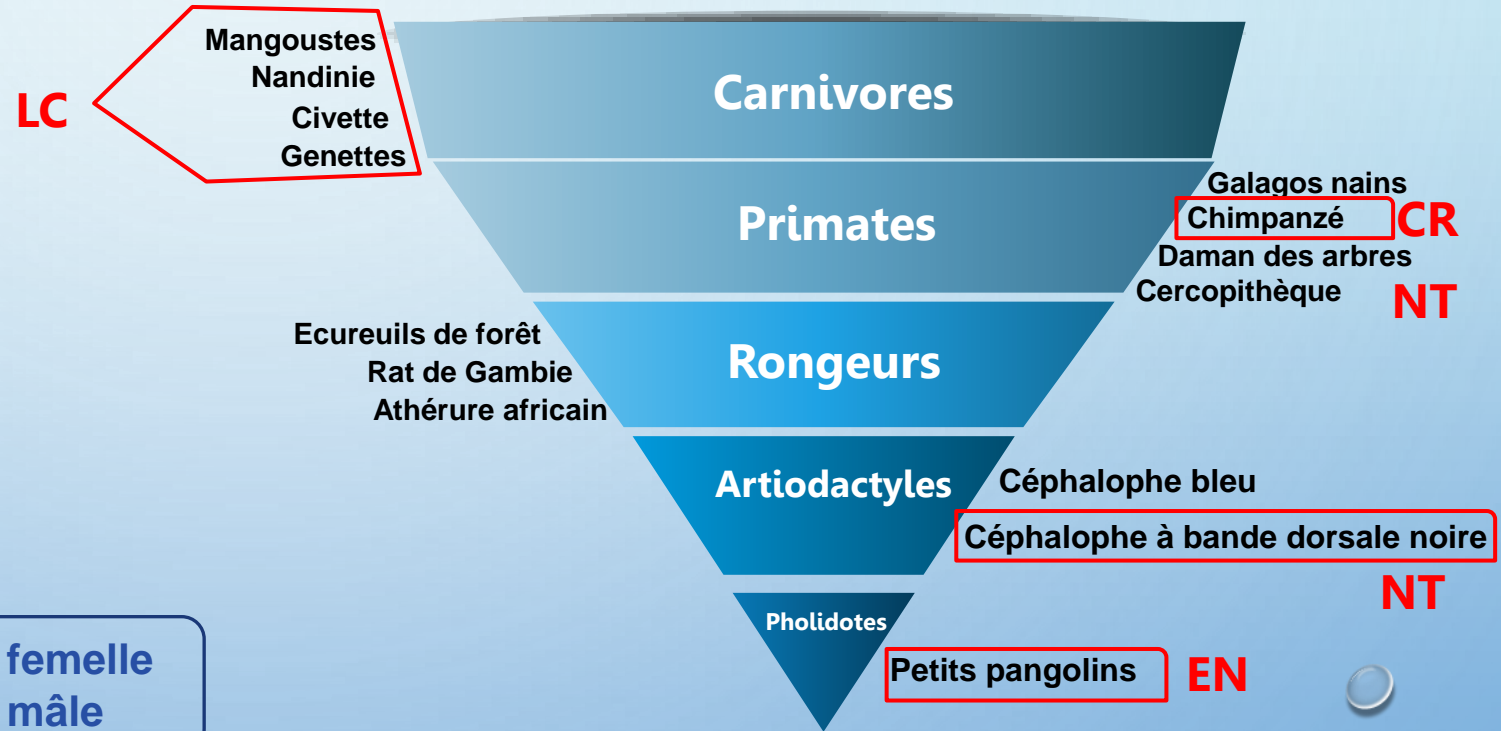 Mangoustes
Nandinie
LC
Civette
Genettes
Carnivores
Galagos nains
Chimpanzé CR
Primates
Daman des arbres
Cercopithèque NT
Ecureuils de forêt
Rat de Gambie
Athérure africain
Rongeurs
Artiodactyles
Céphalophe bleu
Céphalophe à bande dorsale noire
NT
Pholidotes
Petits pangolins EN
femelle
mâle